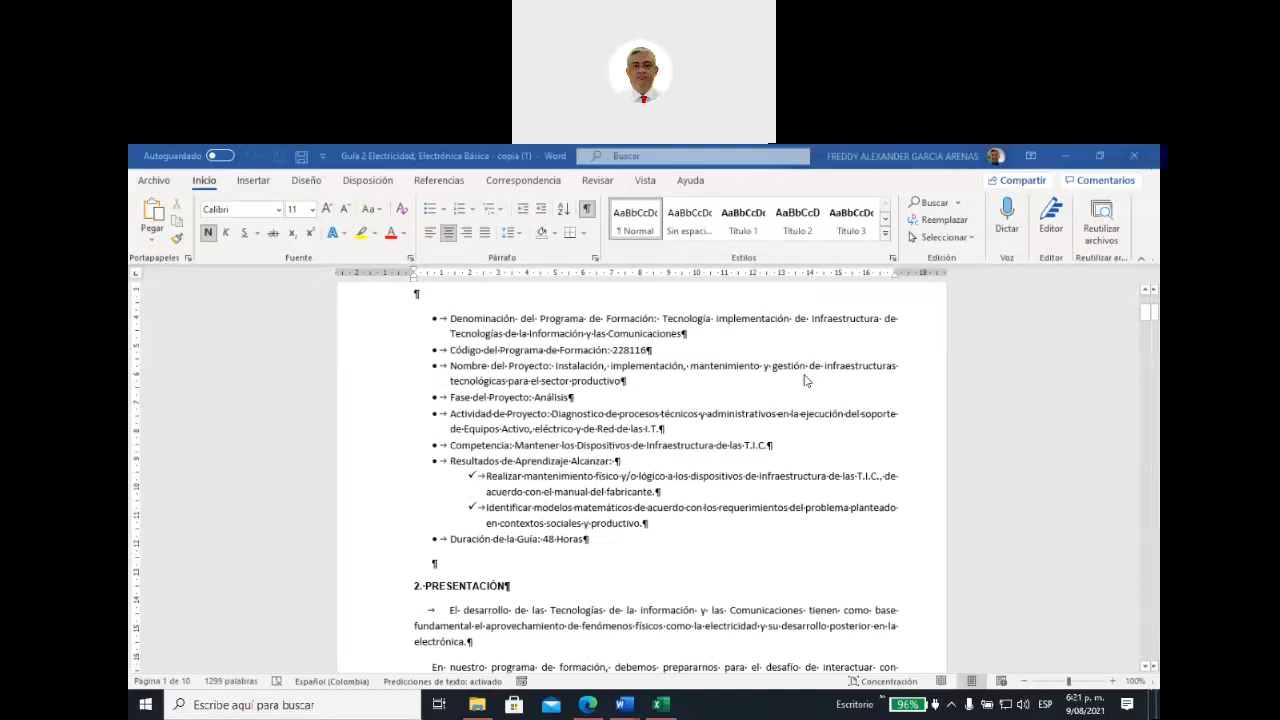 Autoguardado
Guía 2 Electricidad, Electrónica Básica - copia (1) - Word
Buscar
FREDDY ALEXANDER GARCIA ARENAS
Archivo Inicio Insertar Diseño Disposición Referencias Correspondencia Revisar Vista Ayuda
Compartir Comentarios
Pegar
Calibri 11
AaBbCcDc AaBbCcDc AaBbCcDc AaBbCcD AaBbCcDc
¶ Normal Sin espaci... Título 1 Título 2 Título 3
Buscar
Reemplazar
Seleccionar
Dictar
Editor
Reutilizar archivos
Portapapeles Fuente Párrafo Estilos Edición Voz Editor Reutilizar ar...
¶
• Denominación del Programa de Formación: Tecnología implementación de Infraestructura de
Tecnologías de la Información y las Comunicaciones¶
• Código del Programa de Formación: 228116¶
• Nombre del Proyecto: Instalación, implementación, mantenimiento y gestión de infraestructuras
tecnológicas para el sector productivo¶
• Fase del Proyecto: Análisis¶
• Actividad de Proyecto: Diagnostico de procesos técnicos y administrativos en la ejecución del soporte
de Equipos Activo, eléctrico y de Red de las I.T.¶
• Competencia: Mantener los Dispositivos de Infraestructura de las T.I.C.¶
• Resultados de Aprendizaje Alcanzar: ¶
✓ Realizar mantenimiento físico y/o lógico a los dispositivos de Infraestructura de las T.I.C., de
acuerdo con el manual del fabricante.¶
✓ Identificar modelos matemáticos de acuerdo con los requerimientos del problema planteado
en contextos sociales y productivo.¶
• Duración de la Guía: 48 Horas¶
¶
2. PRESENTACIÓN¶
El desarrollo de las Tecnologías de la información y las Comunicaciones tienen como base
fundamental el aprovechamiento de fenómenos físicos como la electricidad y su desarrollo posterior en la
electrónica.¶
En nuestro programa de formación, debemos prepararnos para el desafío de interactuar con
Página 1 de 10 1299 palabras Español (Colombia) Predicciones de texto: activado Concentración 100%
Escribe aquí para buscar
Escritorio 96% ESP
6:21 p. m.
9/08/2021